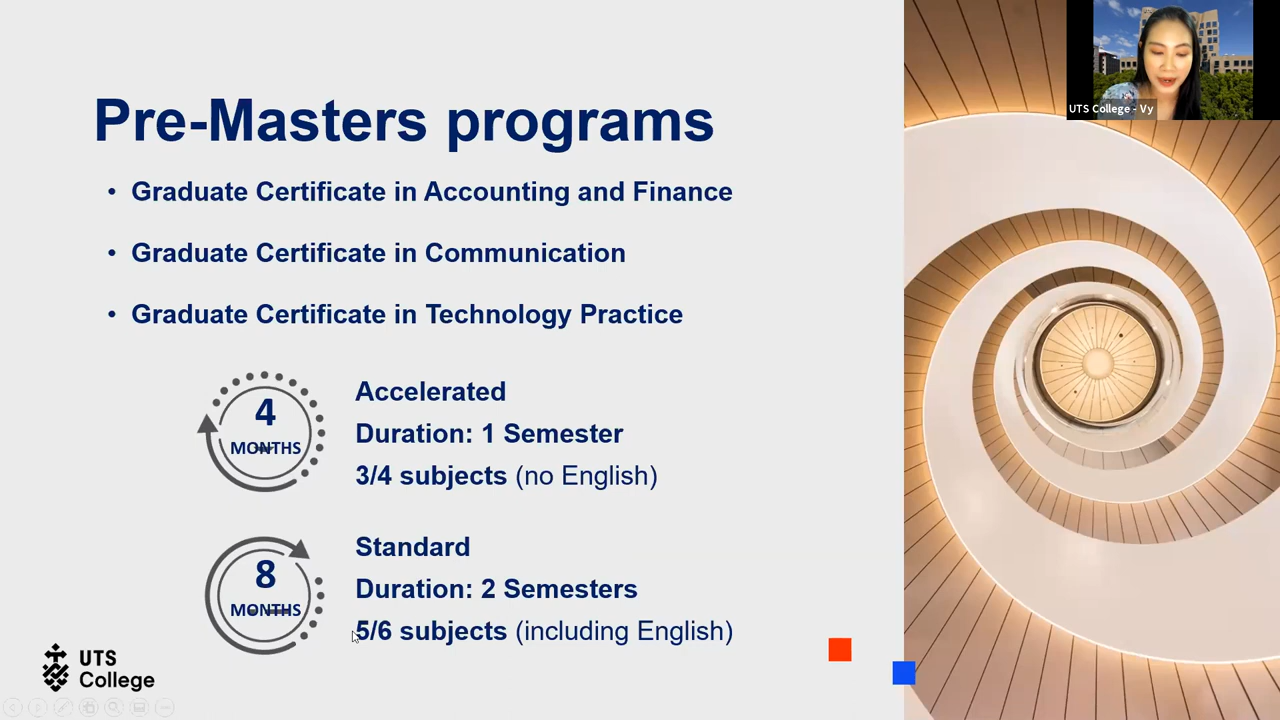 UTS College - Vy
Pre-Masters programs
• Graduate Certificate in Accounting and Finance
• Graduate Certificate in Communication
• Graduate Certificate in Technology Practice
4
MONTHS
Accelerated
Duration: 1 Semester
3/4 subjects (no English)
8
MONTHS
Standard
Duration: 2 Semesters
5/6 subjects (including English)
UTS
College